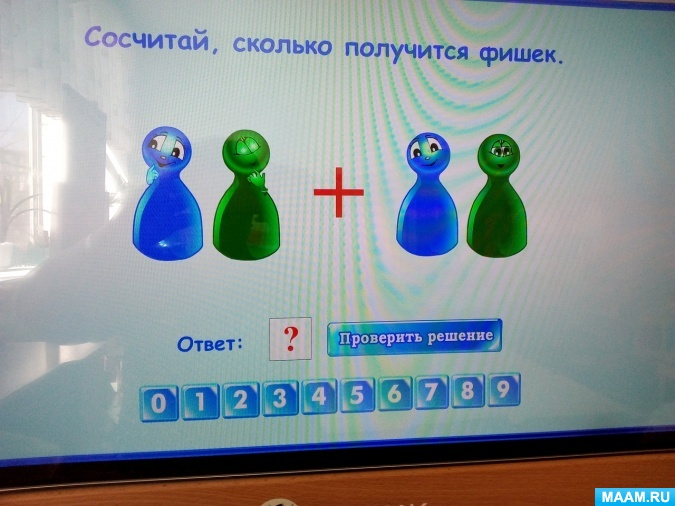 Сосчитай, сколько получится фишек.
+
Ответ: ? Проверить решение
0 1 2 3 4 5 6 7 8 9
MAAM.RU